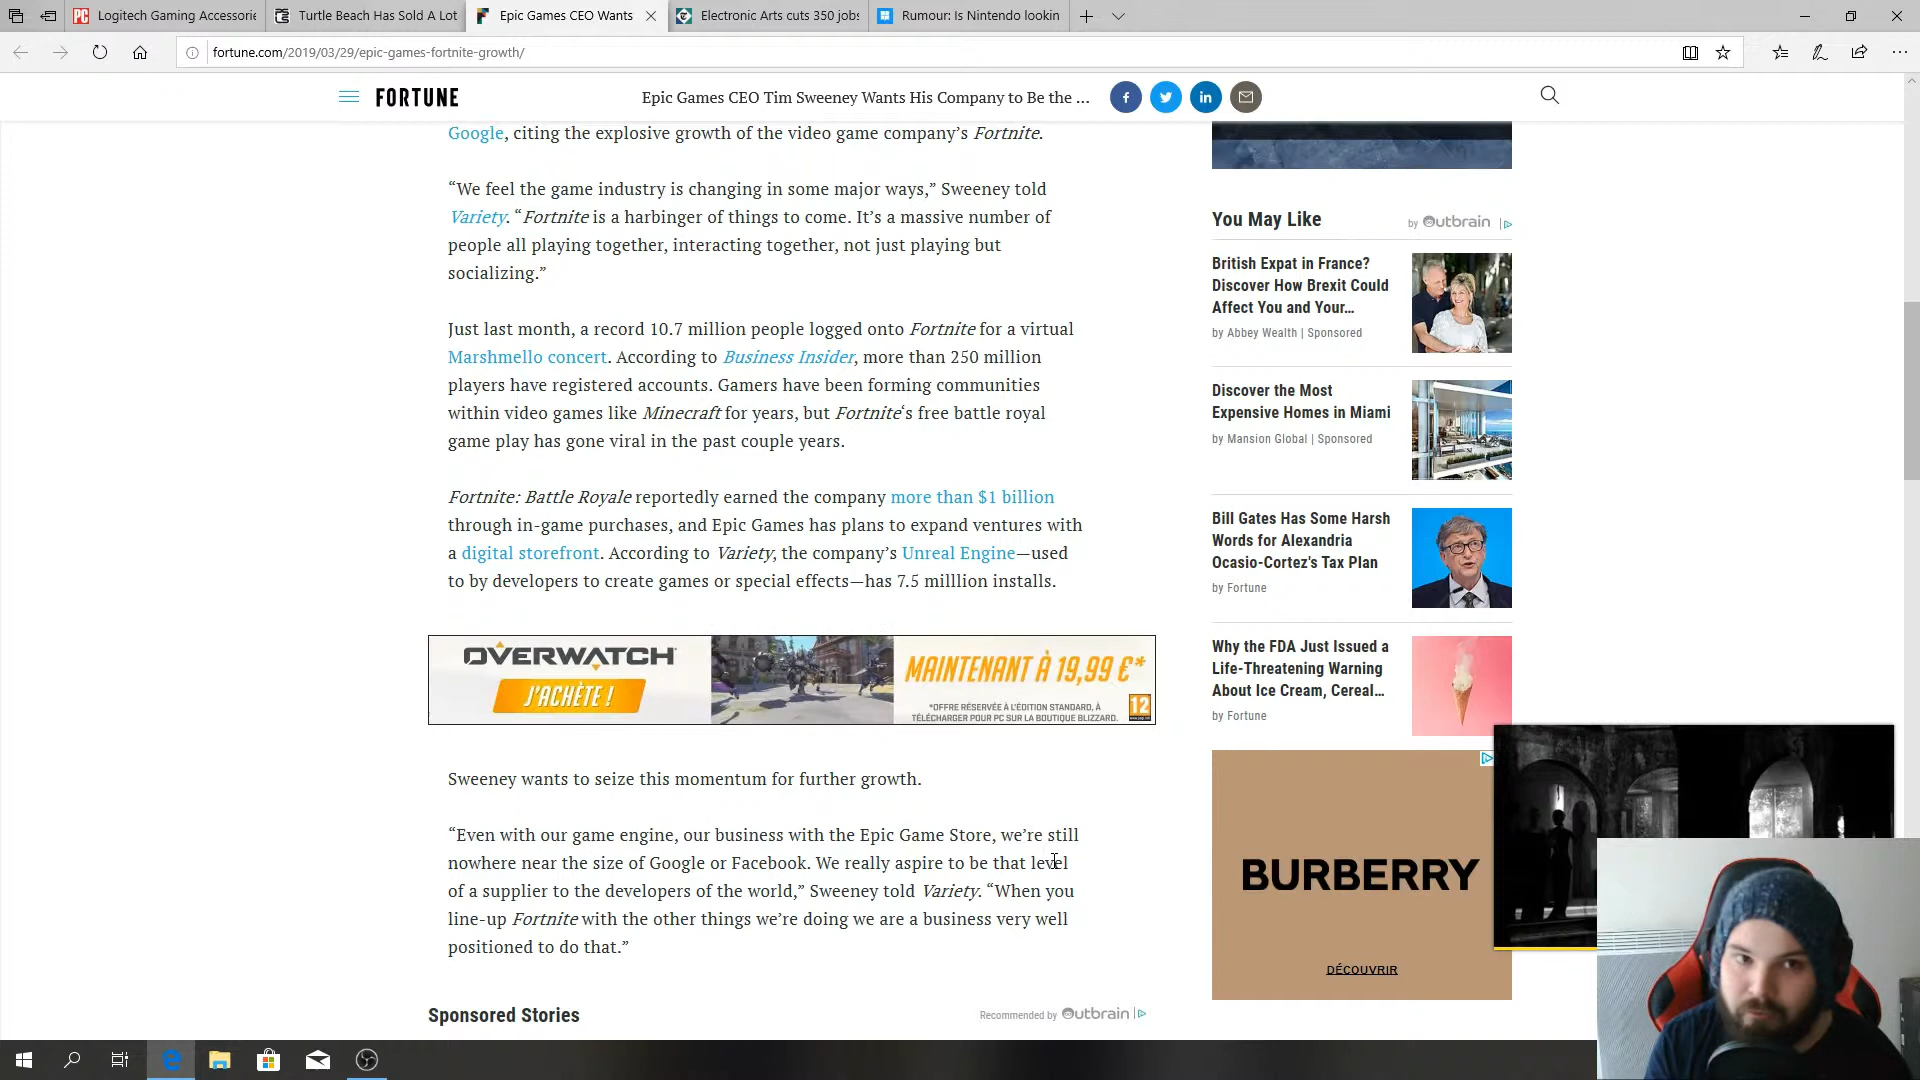 Logitech Gaming Accessorie
Turtle Beach Has Sold A Lot
Epic Games CEO Wants
Electronic Arts cuts 350 jobs
Rumour: Is Nintendo lookin
fortune.com/2019/03/29/epic-games-fortnite-growth/
FORTUNE
Epic Games CEO Tim Sweeney Wants His Company to Be the ...
Google, citing the explosive growth of the video game company’s Fortnite.
“We feel the game industry is changing in some major ways,” Sweeney told
Variety. “Fortnite is a harbinger of things to come. It’s a massive number of
people all playing together, interacting together, not just playing but
socializing.”
Just last month, a record 10.7 million people logged onto Fortnite for a virtual
Marshmello concert. According to Business Insider, more than 250 million
players have registered accounts. Gamers have been forming communities
within video games like Minecraft for years, but Fortnite‘s free battle royal
game play has gone viral in the past couple years.
Fortnite: Battle Royale reportedly earned the company more than $1 billion
through in-game purchases, and Epic Games has plans to expand ventures with
a digital storefront. According to Variety, the company’s Unreal Engine—used
to by developers to create games or special effects—has 7.5 milllion installs.
OVERWATCH
J'ACHÈTE !
MAINTENANT À 19,99 €*
*OFFRE RÉSERVÉE À L'ÉDITION STANDARD, À
TÉLÉCHARGER POUR PC SUR LA BOUTIQUE BLIZZARD.
12
Sweeney wants to seize this momentum for further growth.
“Even with our game engine, our business with the Epic Game Store, we’re still
nowhere near the size of Google or Facebook. We really aspire to be that level
of a supplier to the developers of the world,” Sweeney told Variety. “When you
line-up Fortnite with the other things we’re doing we are a business very well
positioned to do that.”
Sponsored Stories
Recommended by Outbrain
You May Like
by Outbrain
British Expat in France?
Discover How Brexit Could
Affect You and Your...
by Abbey Wealth | Sponsored
Discover the Most
Expensive Homes in Miami
by Mansion Global | Sponsored
Bill Gates Has Some Harsh
Words for Alexandria
Ocasio-Cortez's Tax Plan
by Fortune
Why the FDA Just Issued a
Life-Threatening Warning
About Ice Cream, Cereal...
by Fortune
BURBERRY
DÉCOUVRIR